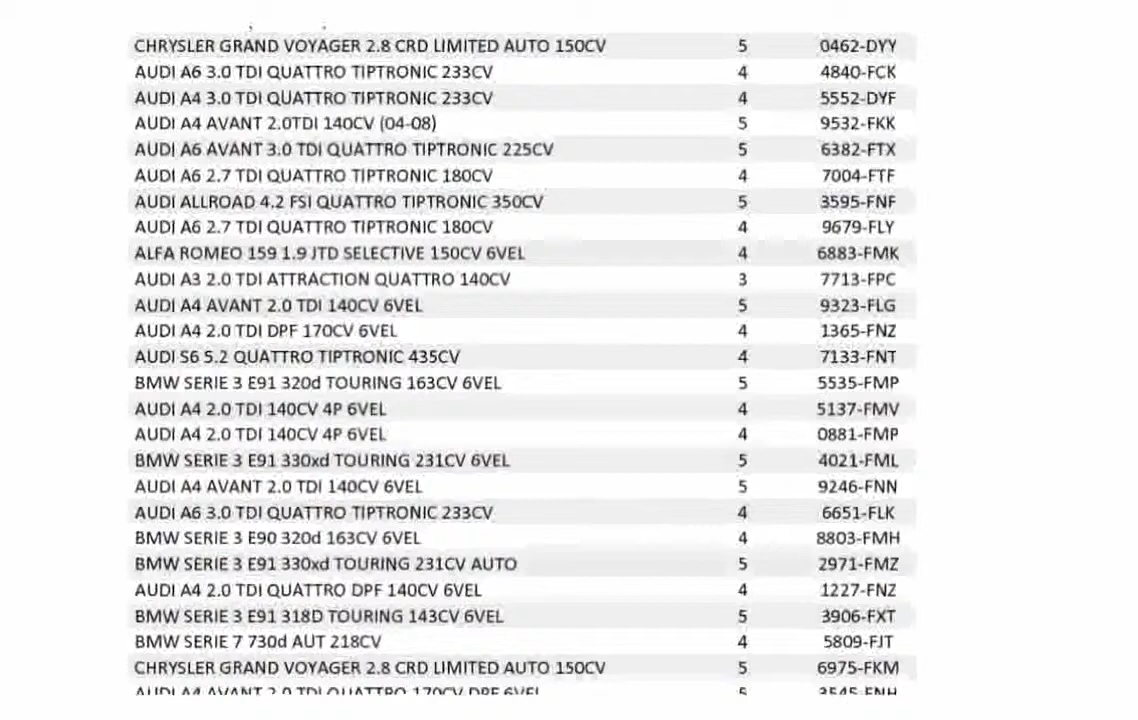 CHRYSLER GRAND VOYAGER 2.8 CRD LIMITED AUTO 150CV 5 0462-DYY
AUDI A6 3.0 TDI QUATTRO TIPTRONIC 233CV 4 4840-FCK
AUDI A4 3.0 TDI QUATTRO TIPTRONIC 233CV 4 5552-DYF
AUDI A4 AVANT 2.0TDI 140CV (04-08) 5 9532-FKK
AUDI A6 AVANT 3.0 TDI QUATTRO TIPTRONIC 225CV 5 6382-FTX
AUDI A6 2.7 TDI QUATTRO TIPTRONIC 180CV 4 7004-FTF
AUDI ALLROAD 4.2 FSI QUATTRO TIPTRONIC 350CV 5 3595-FNF
AUDI A6 2.7 TDI QUATTRO TIPTRONIC 180CV 4 9679-FLY
ALFA ROMEO 159 1.9 JTD SELECTIVE 150CV 6VEL 4 6883-FMK
AUDI A3 2.0 TDI ATTRACTION QUATTRO 140CV 3 7713-FPC
AUDI A4 AVANT 2.0 TDI 140CV 6VEL 5 9323-FLG
AUDI A4 2.0 TDI DPF 170CV 6VEL 4 1365-FNZ
AUDI S6 5.2 QUATTRO TIPTRONIC 435CV 4 7133-FNT
BMW SERIE 3 E91 320d TOURING 163CV 6VEL 5 5535-FMP
AUDI A4 2.0 TDI 140CV 4P 6VEL 4 5137-FMV
AUDI A4 2.0 TDI 140CV 4P 6VEL 4 0881-FMP
BMW SERIE 3 E91 330xd TOURING 231CV 6VEL 5 4021-FML
AUDI A4 AVANT 2.0 TDI 140CV 6VEL 5 9246-FNN
AUDI A6 3.0 TDI QUATTRO TIPTRONIC 233CV 4 6651-FLK
BMW SERIE 3 E90 320d 163CV 6VEL 4 8803-FMH
BMW SERIE 3 E91 330xd TOURING 231CV AUTO 5 2971-FMZ
AUDI A4 2.0 TDI QUATTRO DPF 140CV 6VEL 4 1227-FNZ
BMW SERIE 3 E91 318D TOURING 143CV 6VEL 5 3906-FXT
BMW SERIE 7 730d AUT 218CV 4 5809-FJT
CHRYSLER GRAND VOYAGER 2.8 CRD LIMITED AUTO 150CV 5 6975-FKM
AUDI A4 AVANT 2.0 TDI QUATTRO 170CV DPF 6VEL 5